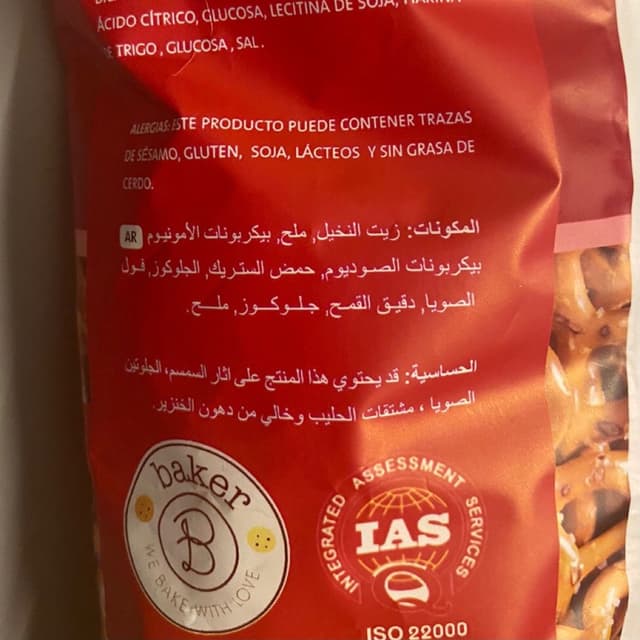 ÁCIDO CÍTRICO, GLUCOSA, LECITINA DE SOJA, HARINA
DE TRIGO, GLUCOSA, SAL.
ALERGIAS: ESTE PRODUCTO PUEDE CONTENER TRAZAS
DE SÉSAMO, GLUTEN, SOJA, LÁCTEOS Y SIN GRASA DE
CERDO.
AR المكونات: زيت النخيل, ملح, بيكربونات الأمونيوم
بيكربونات الصوديوم, حمض الستريك, الجلوكوز, فول
الصويا, دقيق القمح, جلوكوز, ملح.
الحساسية: قد يحتوي هذا المنتج على اثار السمسم، الجلوتين
الصويا ، مشتقات الحليب وخالي من دهون الخنزير.
baker
B
WE BAKE WITH LOVE
INTEGRATED ASSESSMENT SERVICES
IAS
ISO 22000